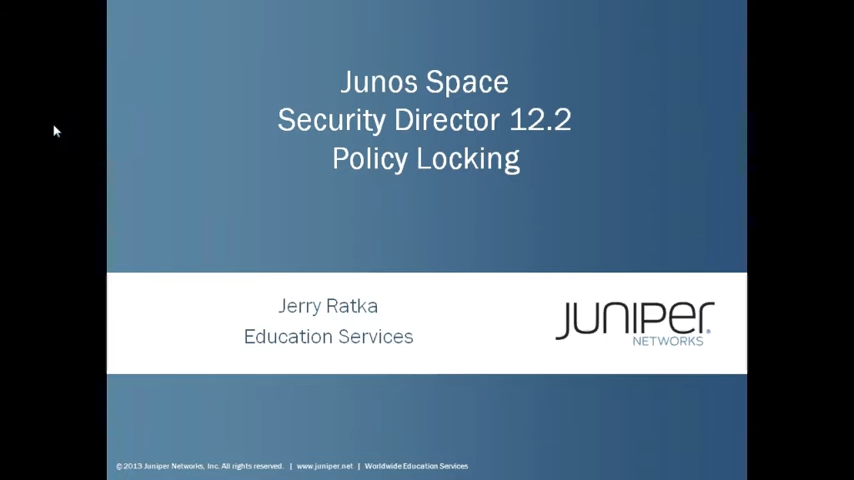 Junos Space
Security Director 12.2
Policy Locking
Jerry Ratka
Education Services
JUNIPER
NETWORKS
© 2013 Juniper Networks, Inc. All rights reserved. | www.juniper.net | Worldwide Education Services